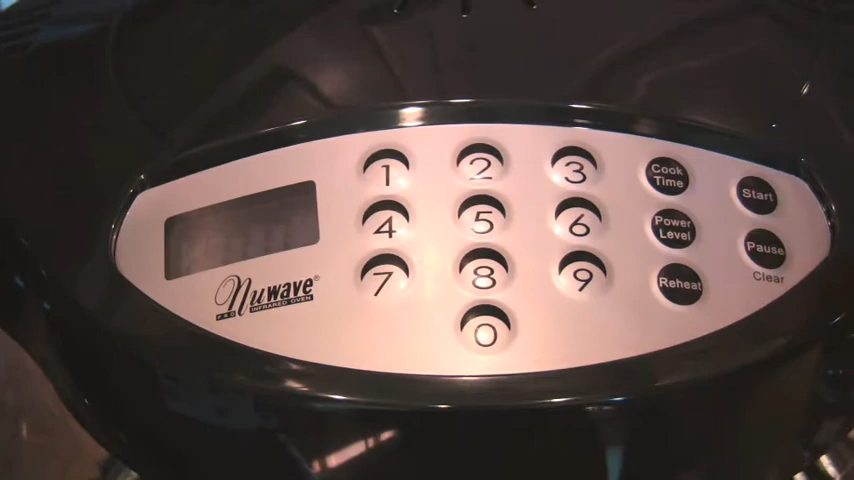 1 2 3 Cook Time Start
4 5 6 Power Level Pause
Clear
7 8 9 Reheat
0
Nuwave®
PRO INFRARED OVEN